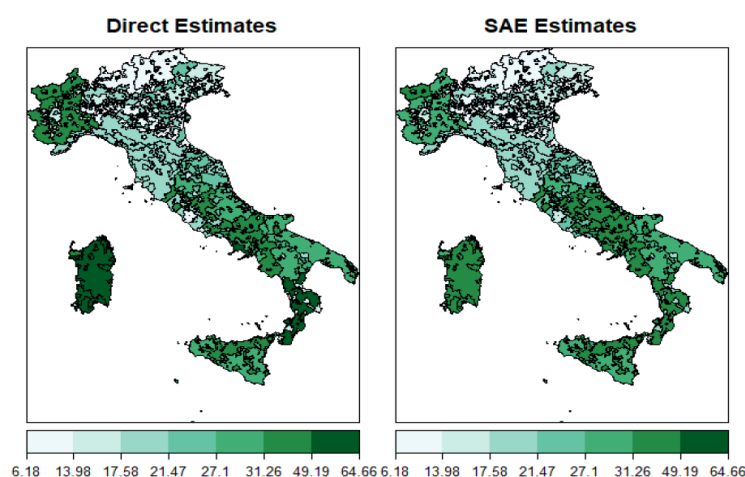 Direct Estimates
SAE Estimates
6.18 13.98 17.58 21.47 27.1 31.26 49.19 64.66
6.18 13.98 17.58 21.47 27.1 31.26 49.19 64.66